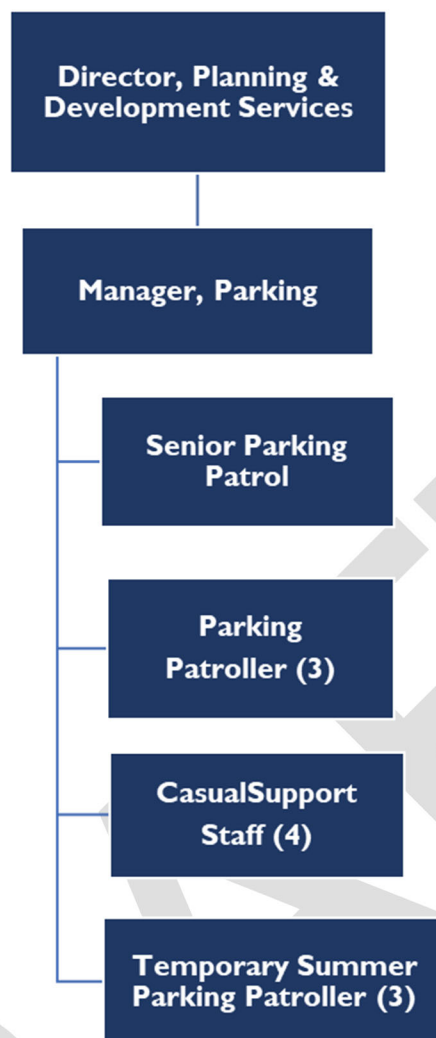 Director, Planning &
Development Services
Manager, Parking
Senior Parking
Patrol
Parking
Patroller (3)
CasualSupport
Staff (4)
Temporary Summer
Parking Patroller (3)